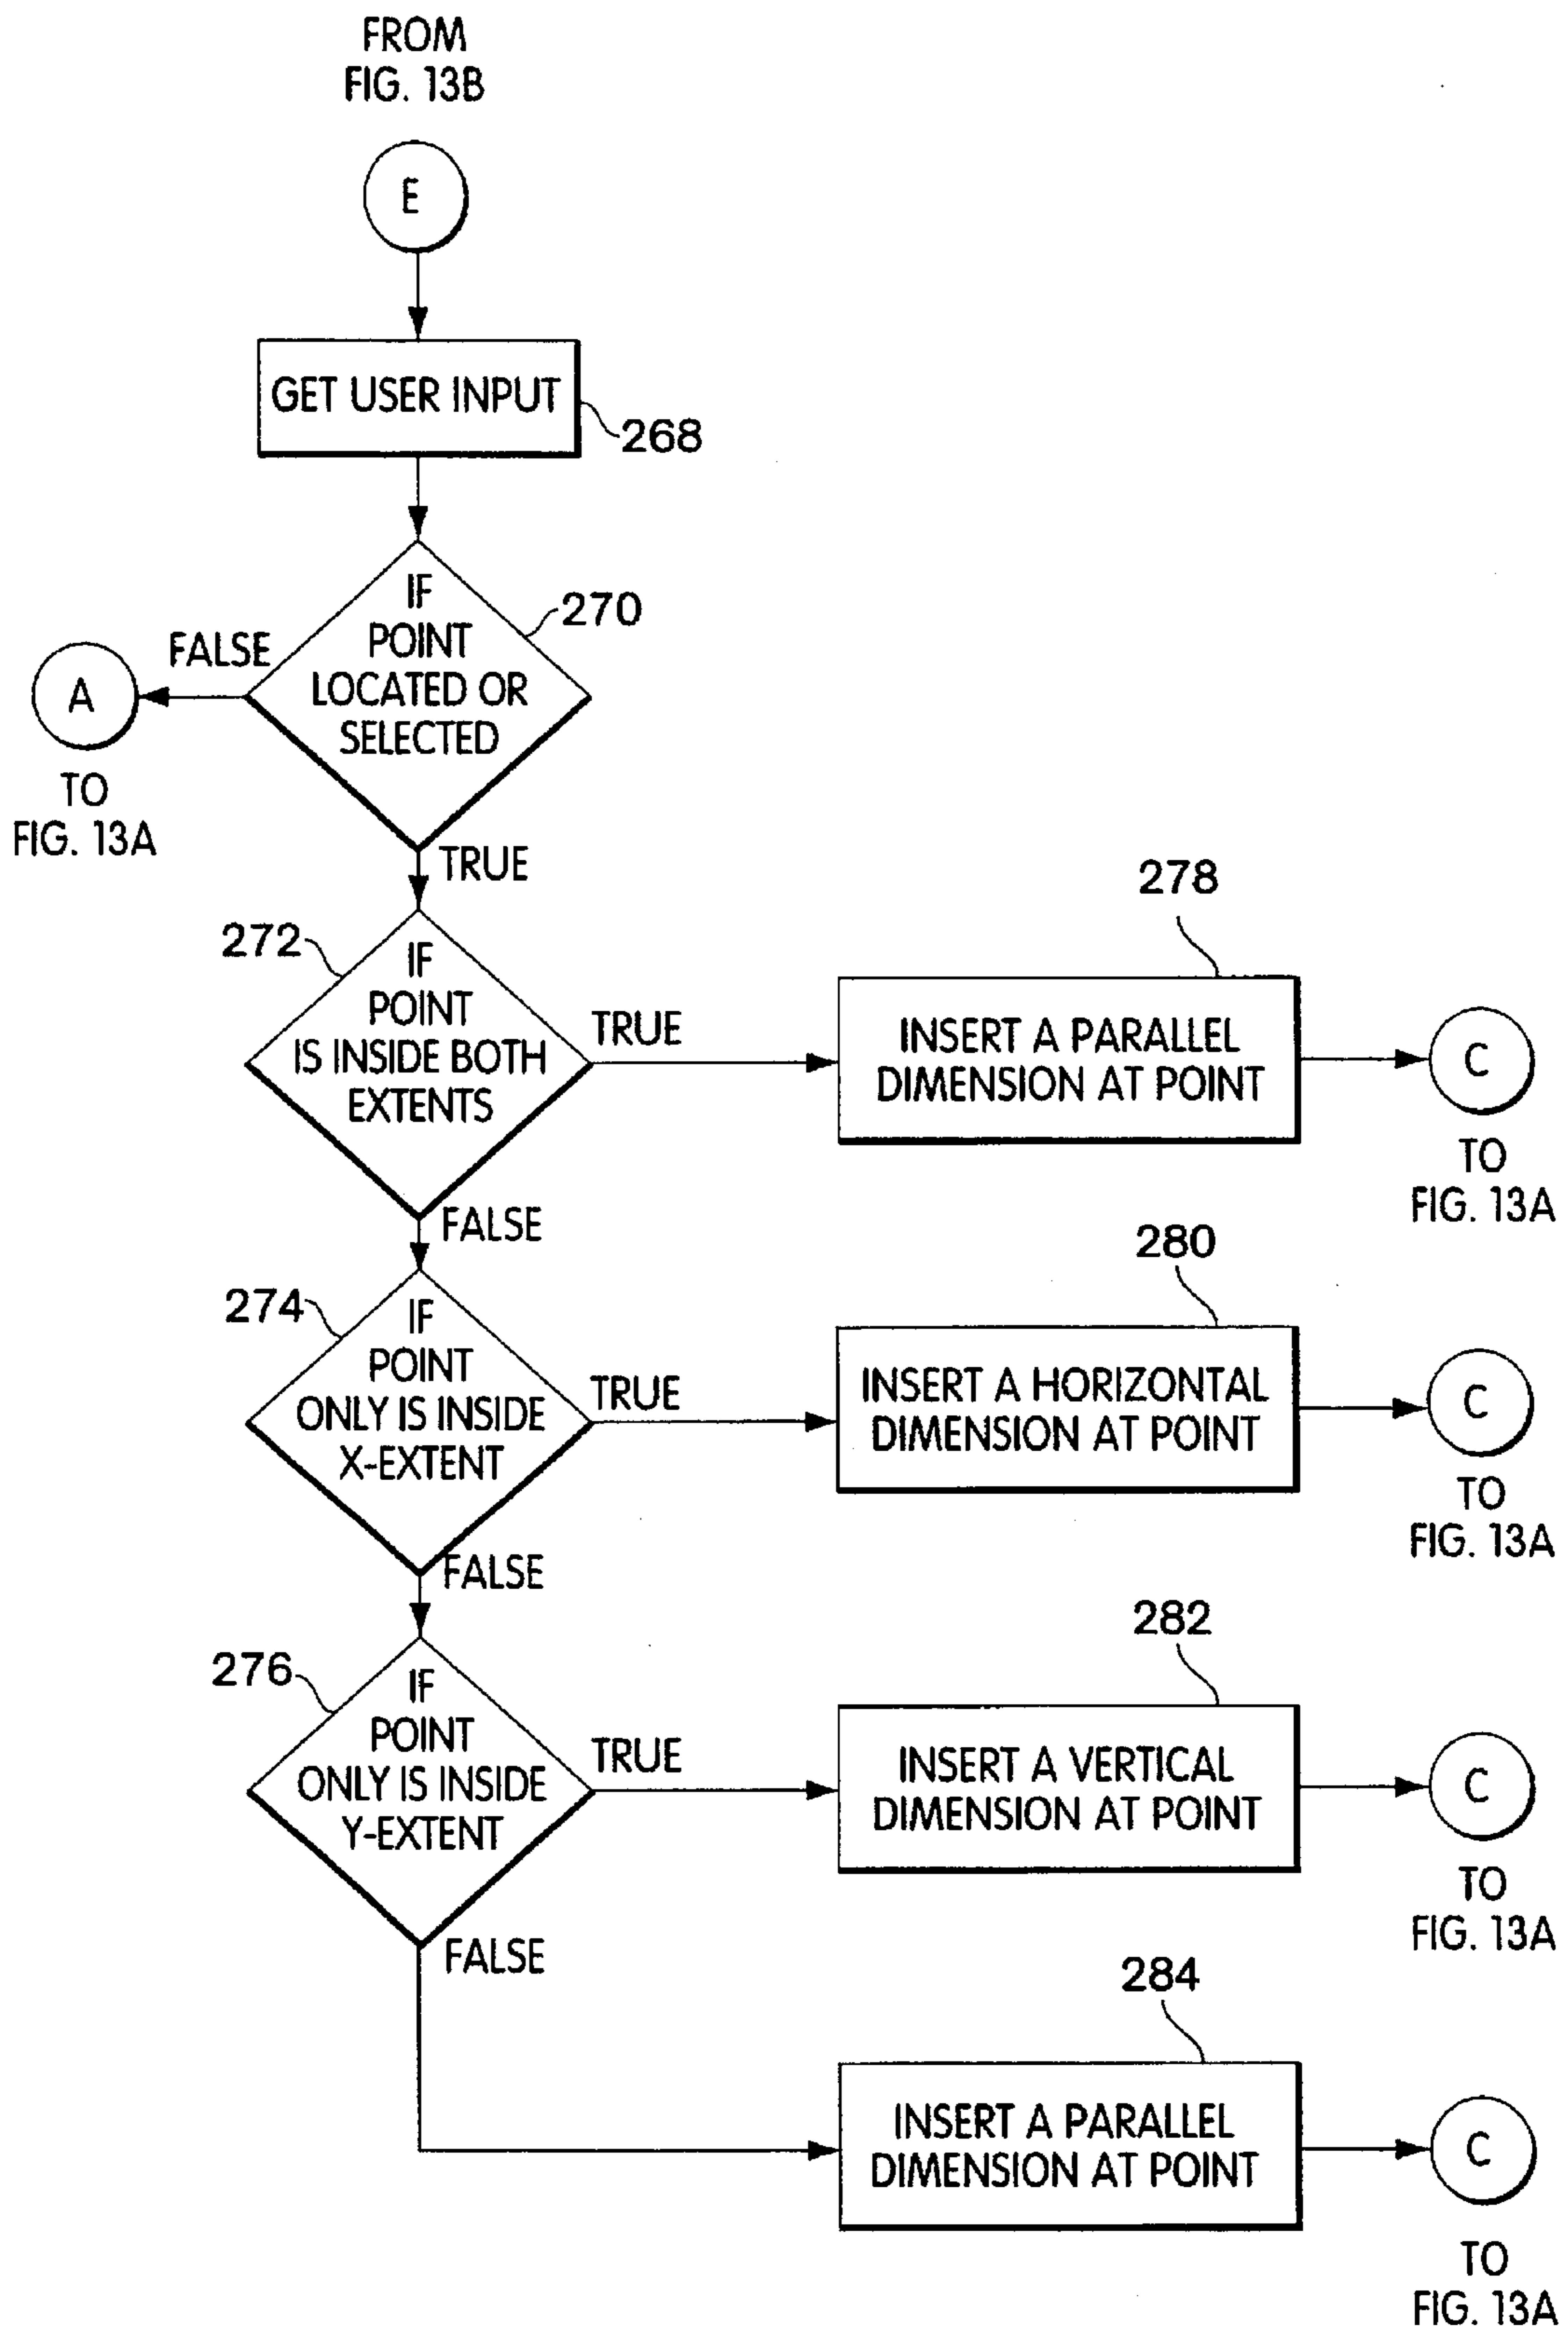 FROM
FIG. 13B
E
GET USER INPUT
268
IF
POINT
LOCATED OR
SELECTED
270
FALSE
A
TO
FIG. 13A
TRUE
272
IF
POINT
IS INSIDE BOTH
EXTENTS
TRUE
278
INSERT A PARALLEL
DIMENSION AT POINT
C
TO
FIG. 13A
FALSE
274
IF
POINT
ONLY IS INSIDE
X-EXTENT
TRUE
280
INSERT A HORIZONTAL
DIMENSION AT POINT
C
TO
FIG. 13A
FALSE
276
IF
POINT
ONLY IS INSIDE
Y-EXTENT
TRUE
282
INSERT A VERTICAL
DIMENSION AT POINT
C
TO
FIG. 13A
FALSE
284
INSERT A PARALLEL
DIMENSION AT POINT
C
TO
FIG. 13A